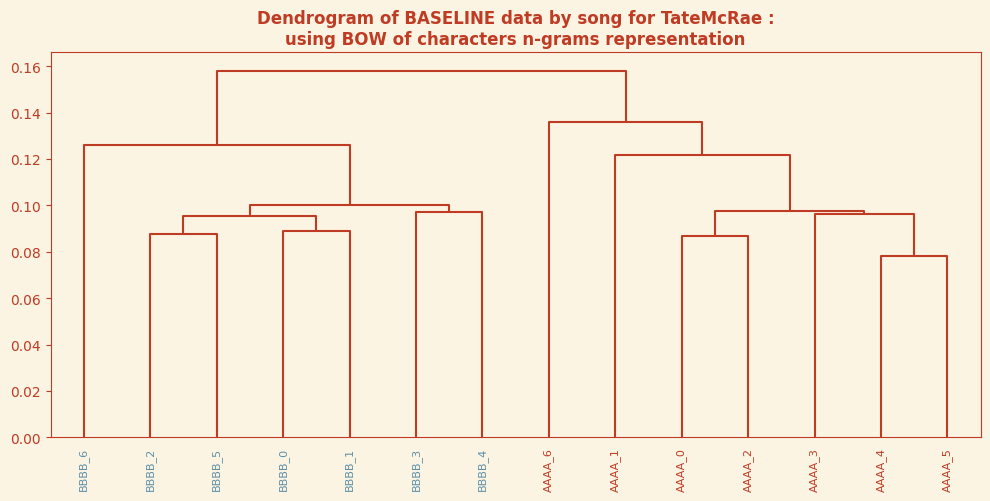 Dendrogram of BASELINE data by song for TateMcRae :
using BOW of characters n-grams representation
0.16
0.14
0.12
0.10
0.08
0.06
0.04
0.02
0.00
BBBB_6
BBBB_2
BBBB_5
BBBB_0
BBBB_1
BBBB_3
BBBB_4
AAAA_6
AAAA_1
AAAA_0
AAAA_2
AAAA_3
AAAA_4
AAAA_5